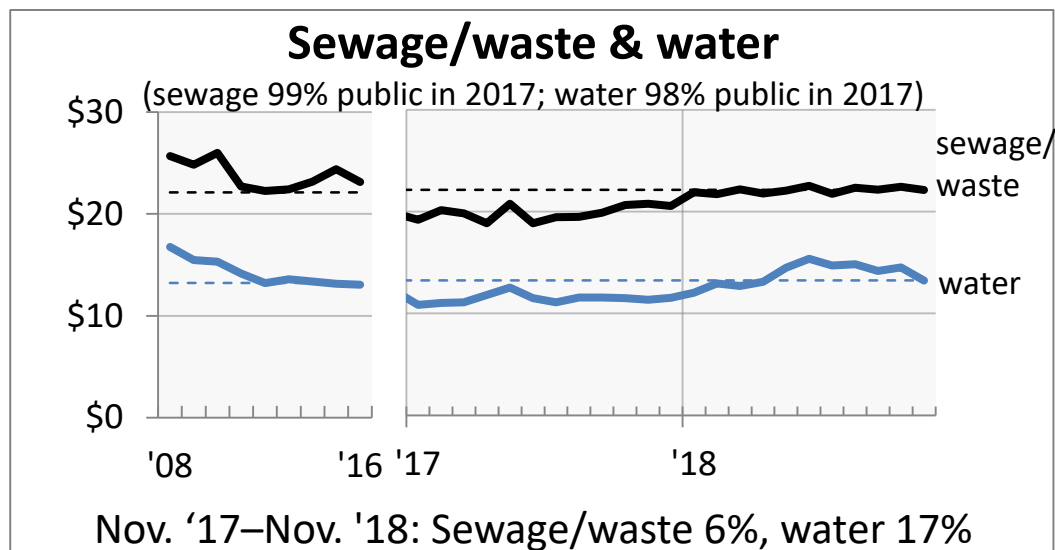 Sewage/waste & water
(sewage 99% public in 2017; water 98% public in 2017)
$30
$20
$10
$0
sewage/
waste
water
'08 '16 '17 '18
Nov. ‘17–Nov. '18: Sewage/waste 6%, water 17%